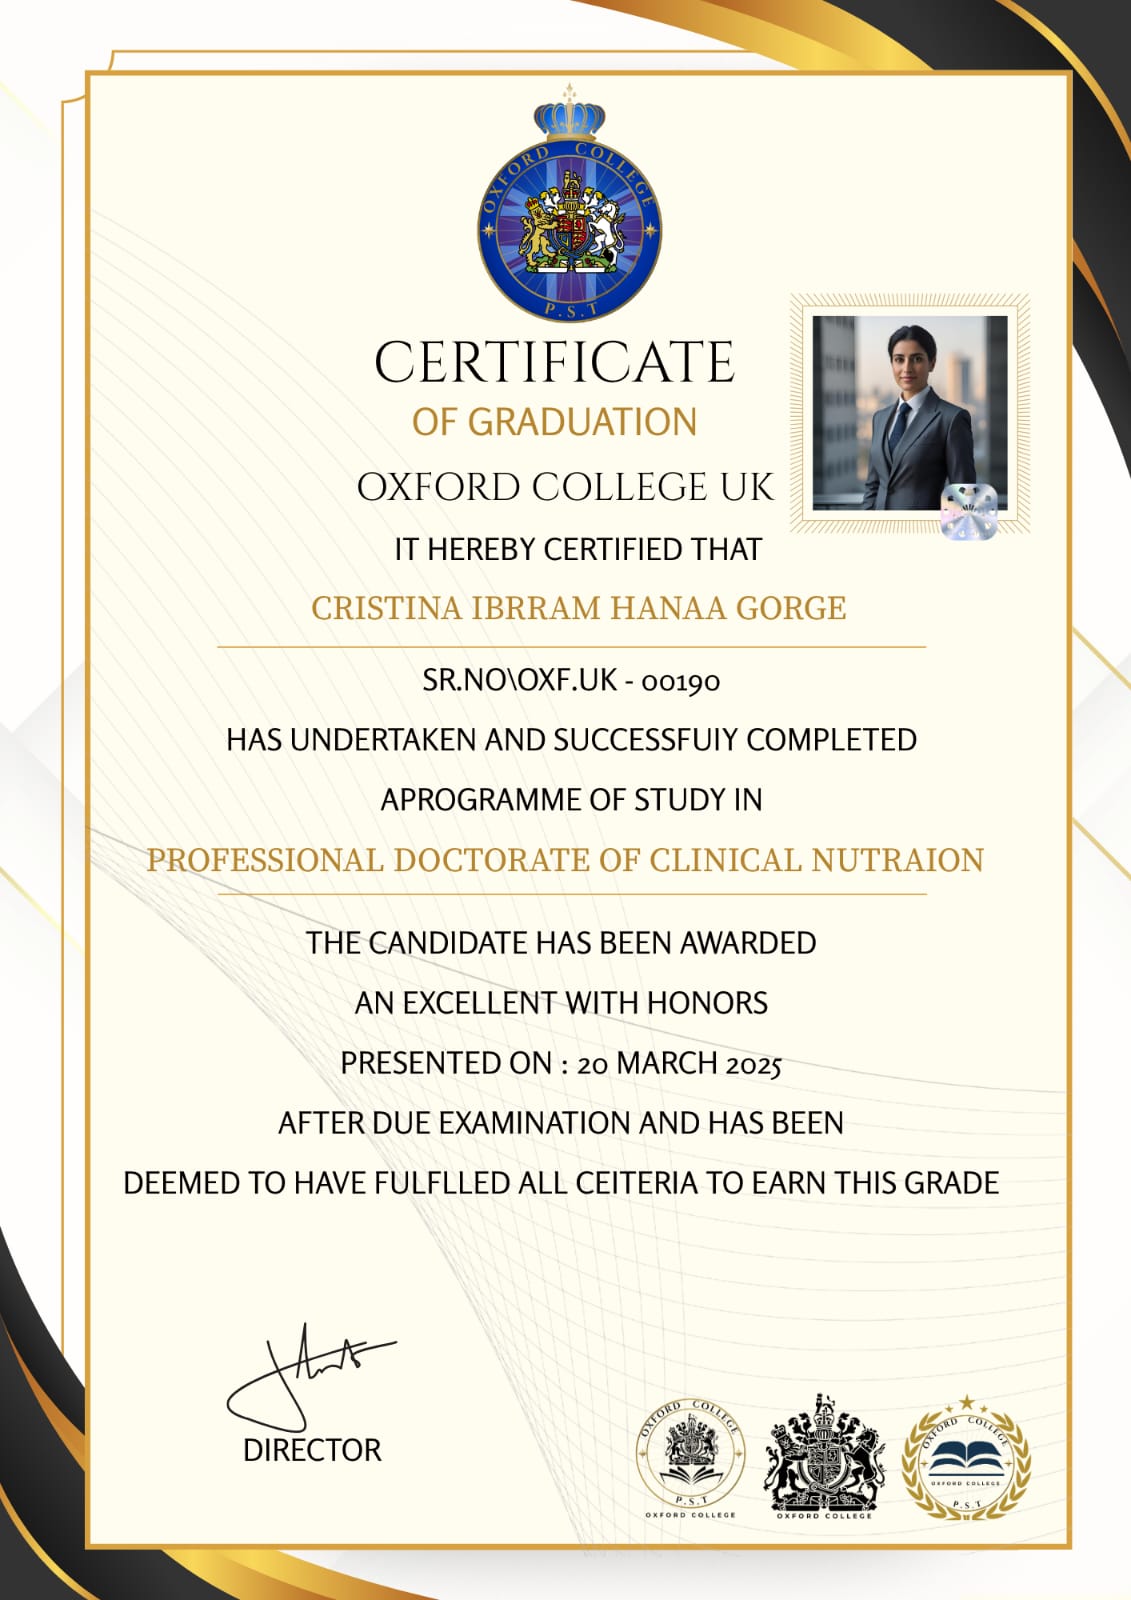 OXFORD COLLEGE
P.S.T
CERTIFICATE
OF GRADUATION
OXFORD COLLEGE UK
IT HEREBY CERTIFIED THAT
CRISTINA IBRRAM HANAA GORGE
SR.NO\OXF.UK - 00190
HAS UNDERTAKEN AND SUCCESSFUIY COMPLETED
APROGRAMME OF STUDY IN
PROFESSIONAL DOCTORATE OF CLINICAL NUTRAION
THE CANDIDATE HAS BEEN AWARDED
AN EXCELLENT WITH HONORS
PRESENTED ON : 20 MARCH 2025
AFTER DUE EXAMINATION AND HAS BEEN
DEEMED TO HAVE FULFLLED ALL CEITERIA TO EARN THIS GRADE
DIRECTOR
OXFORD COLLEGE
P.S.T
OXFORD COLLEGE
OXFORD COLLEGE
OXFORD COLLEGE
OXFORD COLLEGE
P.S.T